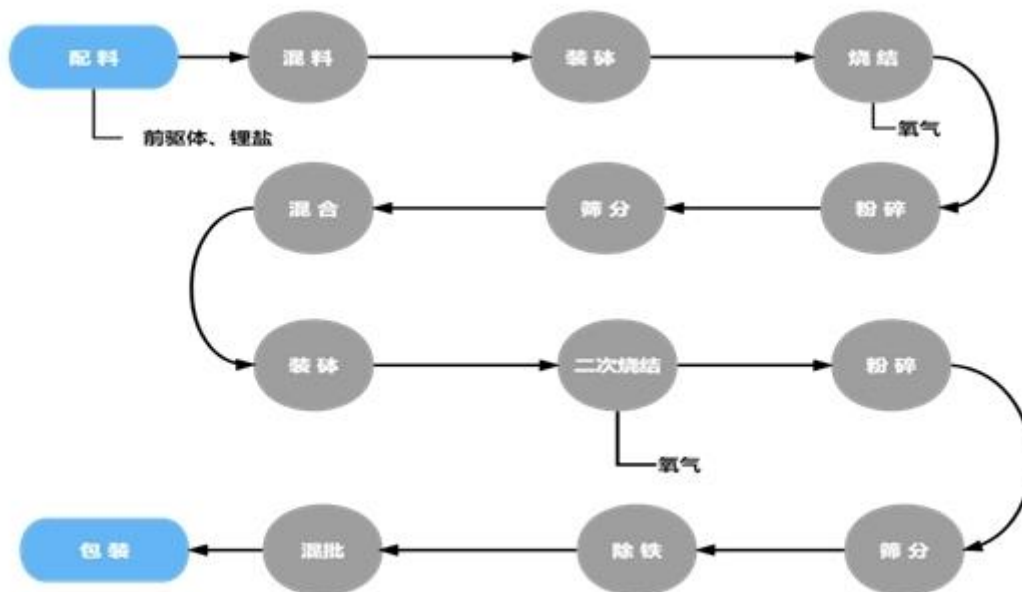 配料
混料
装钵
烧结
前驱体、锂盐
氧气
混合
筛分
粉碎
装钵
二次烧结
粉碎
氧气
包装
混批
除铁
筛分